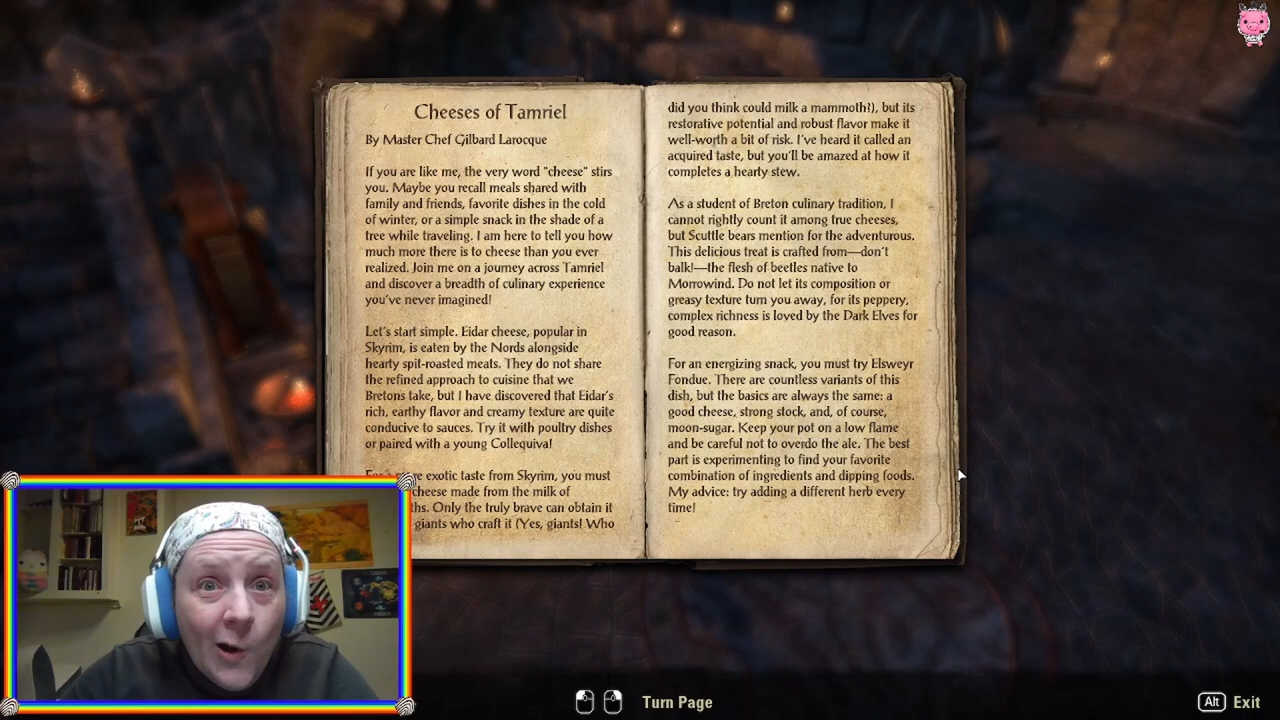 Cheeses of Tamriel
By Master Chef Gilbard Larocque
If you are like me, the very word "cheese" stirs
you. Maybe you recall meals shared with
family and friends, favorite dishes in the cold
of winter, or a simple snack in the shade of a
tree while traveling. I am here to tell you how
much more there is to cheese than you ever
realized. Join me on a journey across Tamriel
and discover a breadth of culinary experience
you've never imagined!
Let's start simple. Eidar cheese, popular in
Skyrim, is eaten by the Nords alongside
hearty spit-roasted meats. They do not share
the refined approach to cuisine that we
Bretons take, but I have discovered that Eidar's
rich, earthy flavor and creamy texture are quite
conducive to sauces. Try it with poultry dishes
or paired with a young Collequiva!
exotic taste from Skyrim, you must
cheese made from the milk of
Only the truly brave can obtain it
giants who craft it (Yes, giants! Who
did you think could milk a mammoth?), but its
restorative potential and robust flavor make it
well-worth a bit of risk. I've heard it called an
acquired taste, but you'll be amazed at how it
completes a hearty stew.
As a student of Breton culinary tradition, I
cannot rightly count it among true cheeses,
but Scuttle bears mention for the adventurous.
This delicious treat is crafted from—don't
balk!—the flesh of beetles native to
Morrowind. Do not let its composition or
greasy texture turn you away, for its peppery,
complex richness is loved by the Dark Elves for
good reason.
For an energizing snack, you must try Elsweyr
Fondue. There are countless variants of this
dish, but the basics are always the same: a
good cheese, strong stock, and, of course,
moon-sugar. Keep your pot on a low flame
and be careful not to overdo the ale. The best
part is experimenting to find your favorite
combination of ingredients and dipping foods.
My advice: try adding a different herb every
time!
Turn Page
Alt Exit